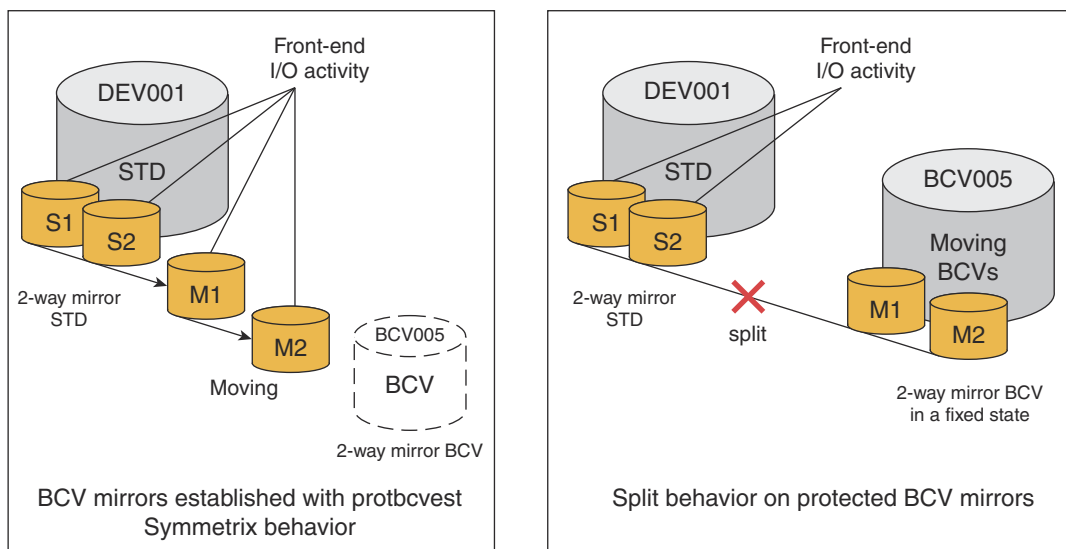 Front-end
I/O activity
DEV001
STD
S1
S2
M1
M2
2-way mirror
STD
Moving
BCV005
BCV
2-way mirror BCV
BCV mirrors established with protbcvest
Symmetrix behavior
Front-end
I/O activity
DEV001
STD
S1
S2
BCV005
Moving
BCVs
M1
M2
2-way mirror
STD
split
2-way mirror BCV
in a fixed state
Split behavior on protected BCV mirrors